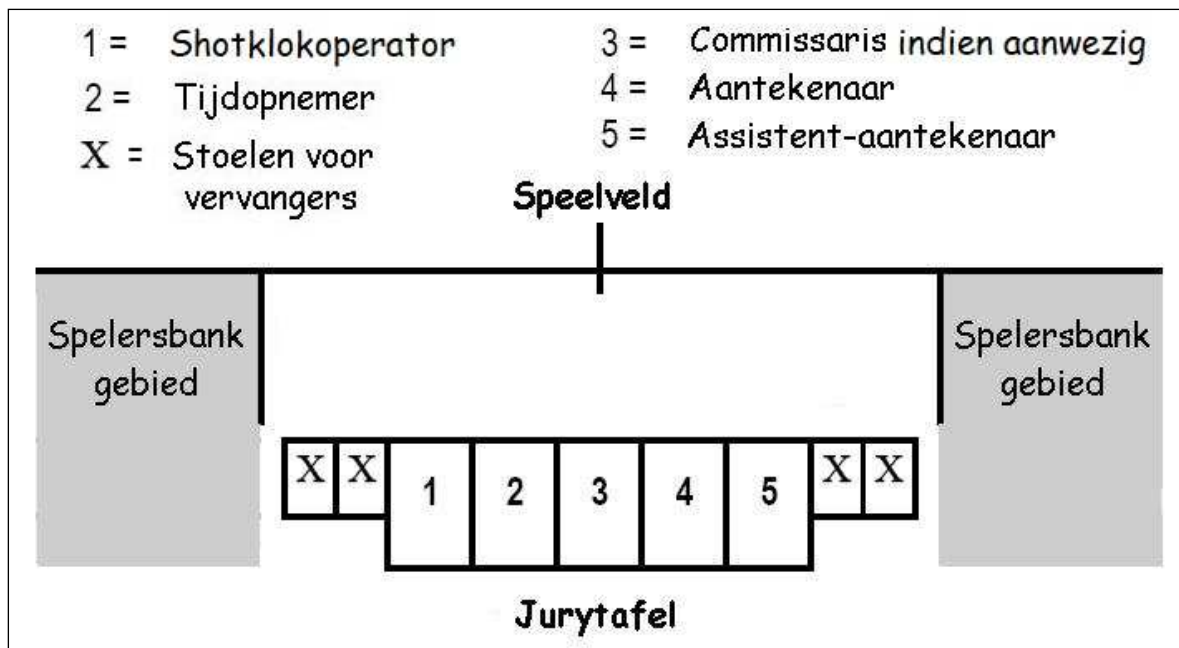 1 = Shotklokoperator
2 = Tijdopnemer
X = Stoelen voor
vervangers
3 = Commissaris indien aanwezig
4 = Aantekenaar
5 = Assistent-aantekenaar
Speelveld
Spelersbank
gebied
Spelersbank
gebied
X X 1 2 3 4 5 X X
Jurytafel